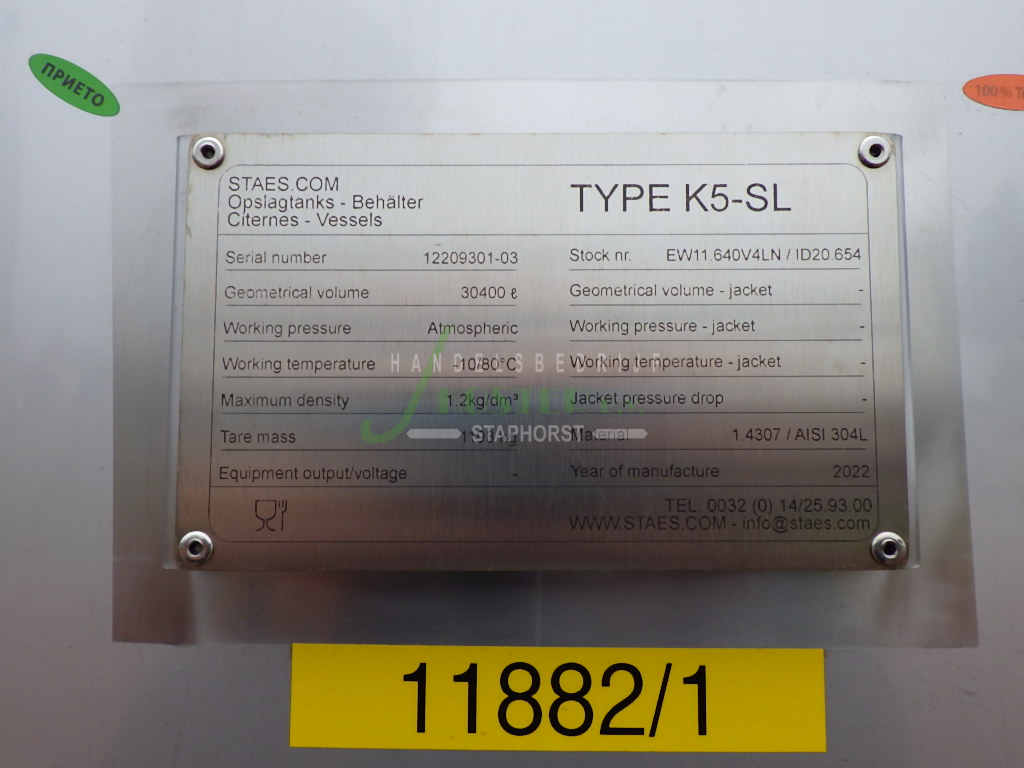 ПРИЕТО
100%
STAES.COM
Opslagtanks - Behälter
Citernes - Vessels
TYPE K5-SL
Serial number 12209301-03
Geometrical volume 30400 ℓ
Working pressure Atmospheric
Working temperature -10/80°C
Maximum density 1.2kg/dm³
Tare mass
Equipment output/voltage -
Stock nr. EW11.640V4LN / ID20.654
Geometrical volume - jacket -
Working pressure - jacket -
Working temperature - jacket -
Jacket pressure drop -
Material 1.4307 / AISI 304L
Year of manufacture 2022
TEL. 0032 (0) 14/25.93.00
WWW.STAES.COM - info@staes.com
HANDELSBEDRIJF
STAPHORST
11882/1